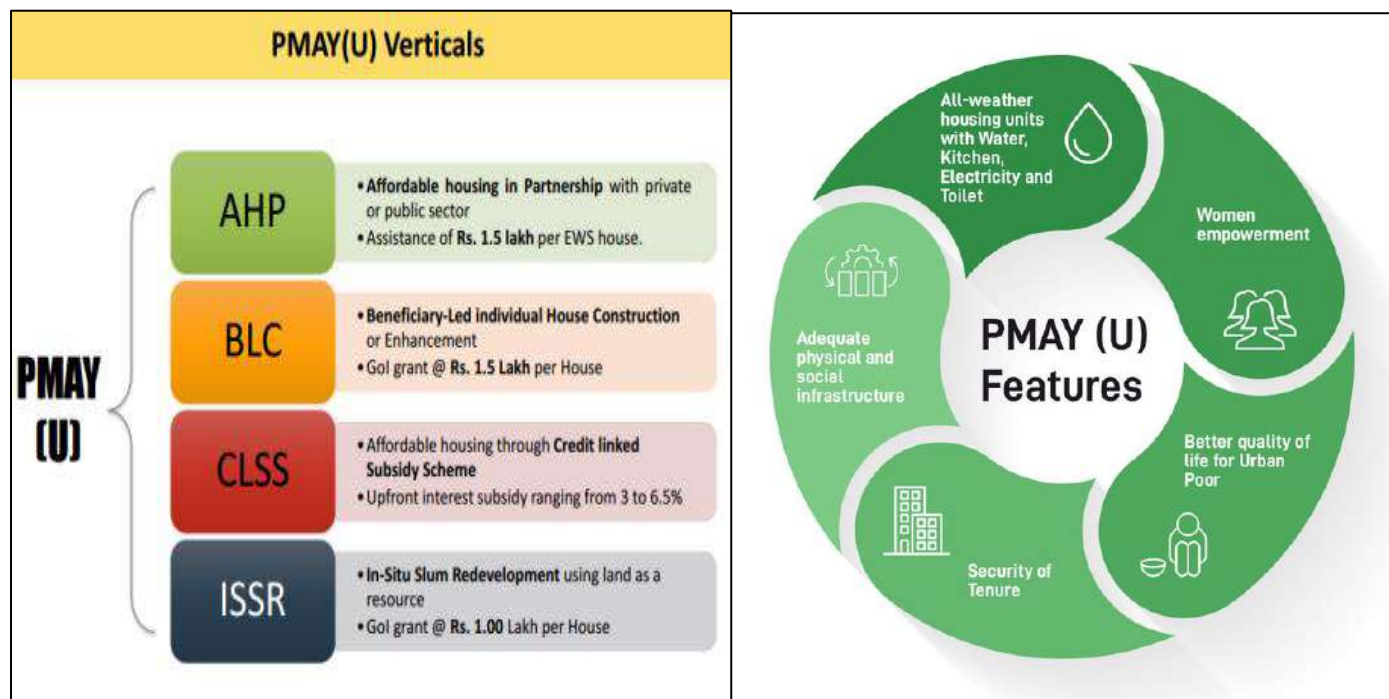 PMAY(U) Verticals
PMAY
(U)
AHP
•Affordable housing in Partnership with private
or public sector
•Assistance of Rs. 1.5 lakh per EWS house.
BLC
•Beneficiary-Led individual House Construction
or Enhancement
•GoI grant @ Rs. 1.5 Lakh per House
CLSS
•Affordable housing through Credit linked
Subsidy Scheme
•Upfront interest subsidy ranging from 3 to 6.5%
ISSR
•In-Situ Slum Redevelopment using land as a
resource
•GoI grant @ Rs. 1.00 Lakh per House
PMAY (U)
Features
All-weather
housing units
with Water,
Kitchen,
Electricity and
Toilet
Women
empowerment
Better quality of
life for Urban
Poor
Security of
Tenure
Adequate
physical and
social
infrastructure